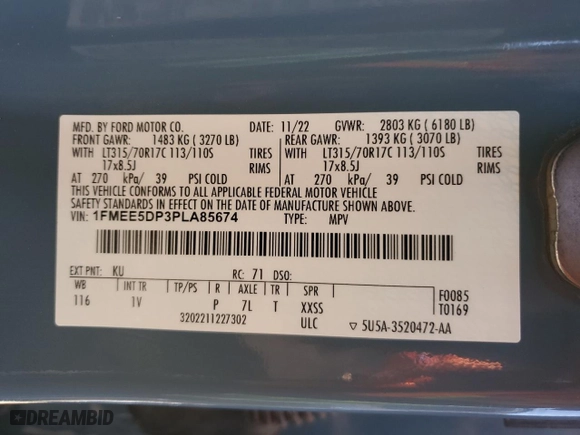 MFD. BY FORD MOTOR CO. DATE: 11/22 GVWR: 2803 KG ( 6180 LB)
FRONT GAWR: 1483 KG ( 3270 LB) REAR GAWR: 1393 KG ( 3070 LB)
WITH LT315/70R17C 113/110S TIRES WITH LT315/70R17C 113/110S TIRES
17x8.5J RIMS 17x8.5J RIMS
AT 270 kPa/ 39 PSI COLD AT 270 kPa/ 39 PSI COLD
THIS VEHICLE CONFORMS TO ALL APPLICABLE FEDERAL MOTOR VEHICLE
SAFETY STANDARDS IN EFFECT ON THE DATE OF MANUFACTURE SHOWN ABOVE.
VIN: 1FMEE5DP3PLA85674 TYPE: MPV
EXT PNT: KU RC: 71 DSO:
WB INT TR TP/PS R AXLE TR SPR F0085
116 1V P 7L T XXSS T0169
3202211227302 ULC ▽ 5U5A-3520472-AA
DREAMBID